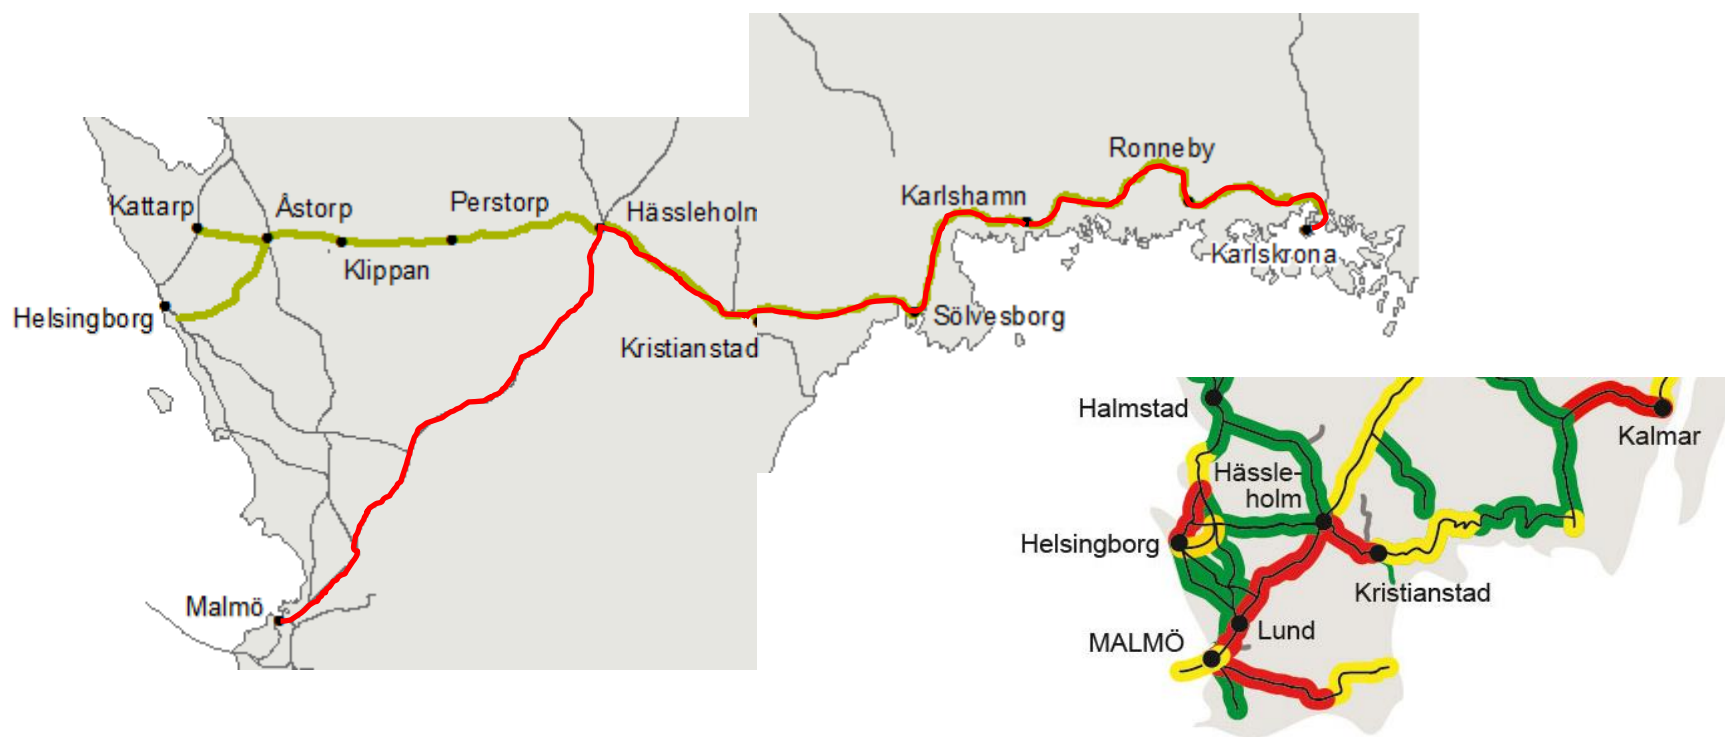 Ronneby
Karlshamn
Kattarp
Åstorp
Perstorp
Hässleholm
Klippan
Karlskrona
Helsingborg
Sölvesborg
Kristianstad
Malmö
Halmstad
Kalmar
Hässle-
holm
Helsingborg
Kristianstad
Lund
MALMÖ